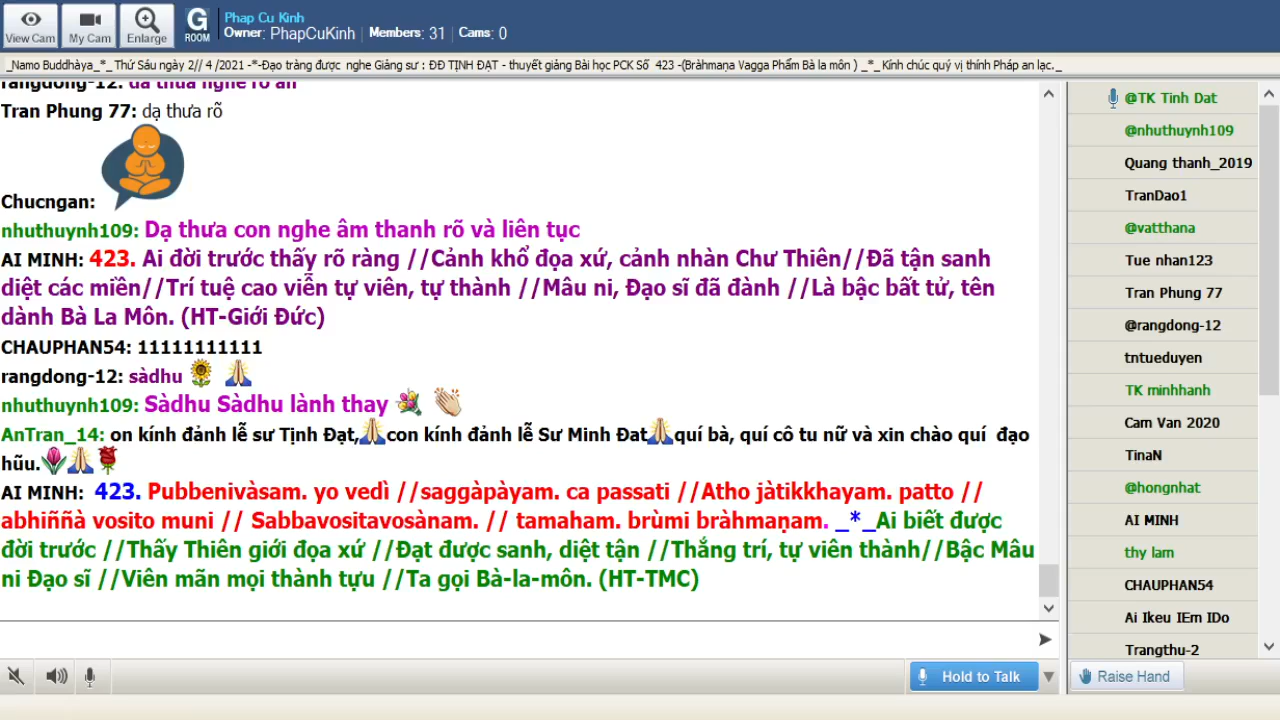 View Cam
My Cam
Enlarge
G
ROOM
Phap Cu Kinh
Owner: PhapCuKinh | Members: 31 | Cams: 0
_Namo Buddhàya_*_ Thứ Sáu ngày 2// 4 /2021 -*-Đạo tràng được nghe Giảng sư : ĐĐ TỊNH ĐẠT - thuyết giảng Bài học PCK Số 423 -(Bràhmaṇa Vagga Phẩm Bà la môn ) _*_Kính chúc quý vị thính Pháp an lạc._
rangdong-12: dạ thưa nghe rõ ạn
Tran Phung 77: dạ thưa rõ
Chucngan:
nhuthuynh109: Dạ thưa con nghe âm thanh rõ và liên tục
AI MINH: 423. Ai đời trước thấy rõ ràng //Cảnh khổ đọa xứ, cảnh nhàn Chư Thiên//Đã tận sanh
diệt các miền//Trí tuệ cao viễn tự viên, tự thành //Mâu ni, Đạo sĩ đã đành //Là bậc bất tử, tên
dành Bà La Môn. (HT-Giới Đức)
CHAUPHAN54: 11111111111
rangdong-12: sàdhu
nhuthuynh109: Sàdhu Sàdhu lành thay
AnTran_14: on kính đảnh lễ sư Tịnh Đạt,con kính đảnh lễ Sư Minh Đat quí bà, quí cô tu nữ và xin chào quí đạo
hũu.
AI MINH: 423. Pubbenivàsam. yo vedì //saggàpàyam. ca passati //Atho jàtikkhayam. patto //
abhiññà vosito muni // Sabbavositavosànam. // tamaham. brùmi bràhmaṇam. _*_Ai biết được
đời trước //Thấy Thiên giới đọa xứ //Đạt được sanh, diệt tận //Thắng trí, tự viên thành//Bậc Mâu
ni Đạo sĩ //Viên mãn mọi thành tựu //Ta gọi Bà-la-môn. (HT-TMC)
Hold to Talk
@TK Tinh Dat
@nhuthuynh109
Quang thanh_2019
TranDao1
@vatthana
Tue nhan123
Tran Phung 77
@rangdong-12
tntueduyen
TK minhhanh
Cam Van 2020
TinaN
@hongnhat
AI MINH
thy lam
CHAUPHAN54
Ai Ikeu IEm IDo
Trangthu-2
Raise Hand